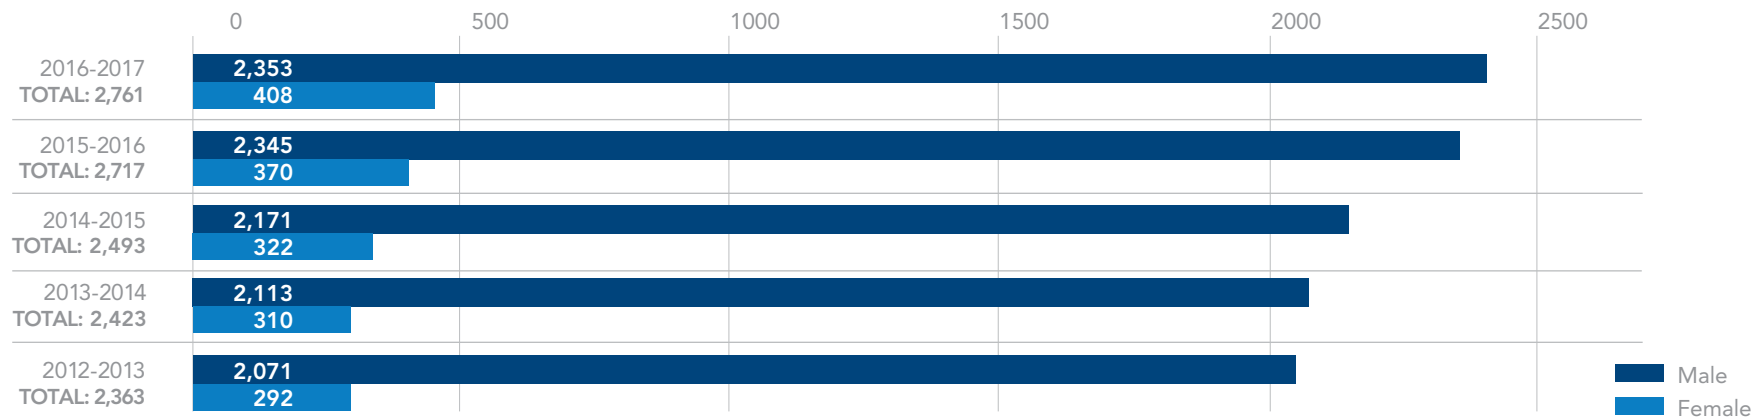 0 500 1000 1500 2000 2500
2016-2017
2,353
TOTAL: 2,761
408
2015-2016
2,345
TOTAL: 2,717
370
2014-2015
2,171
TOTAL: 2,493
322
2013-2014
2,113
TOTAL: 2,423
310
2012-2013
2,071
TOTAL: 2,363
292
Male
Female